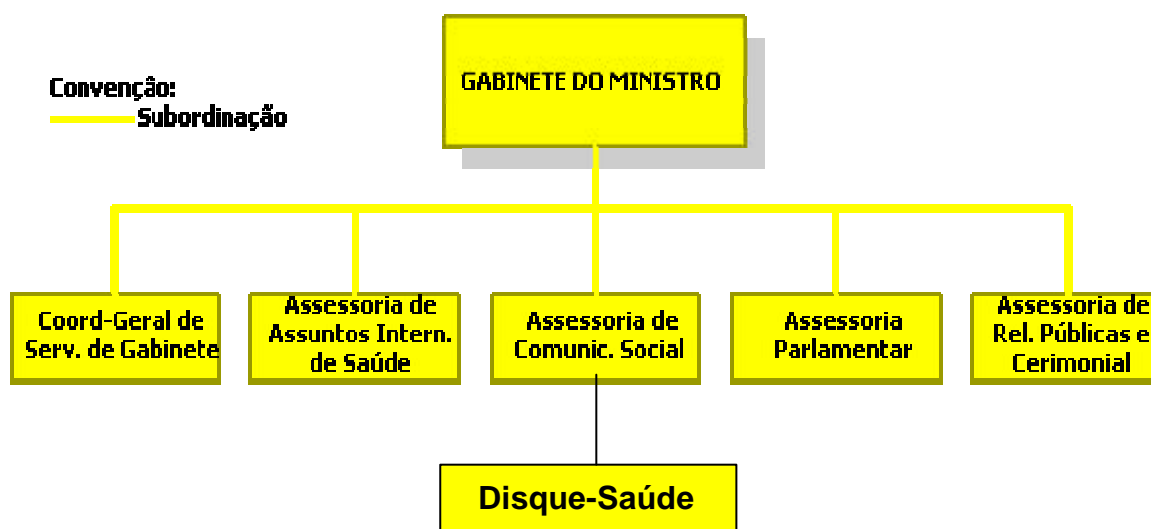 GABINETE DO MINISTRO
Convenção:
Subordinação
Coord-Geral de
Serv. de Gabinete
Assessoria de
Assuntos Intern.
de Saúde
Assessoria de
Comunic. Social
Assessoria
Parlamentar
Assessoria de
Rel. Públicas e
Cerimonial
Disque-Saúde